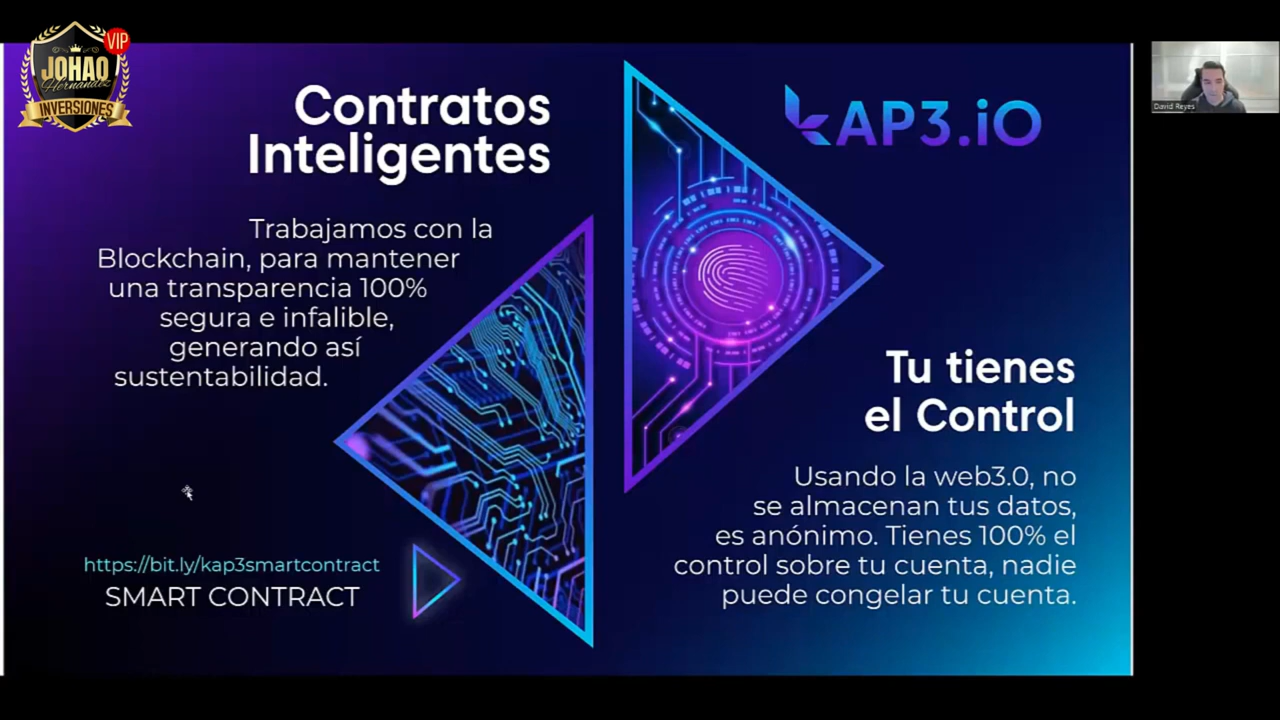 VIP
JOHAO
Hernandez
INVERSIONES
Contratos
Inteligentes
Trabajamos con la
Blockchain, para mantener
una transparencia 100%
segura e infalible,
generando así
sustentabilidad.
https://bit.ly/kap3smartcontract
SMART CONTRACT
KAP3.iO
Tu tienes
el Control
Usando la web3.0, no
se almacenan tus datos,
es anónimo. Tienes 100% el
control sobre tu cuenta, nadie
puede congelar tu cuenta.
David Reyes